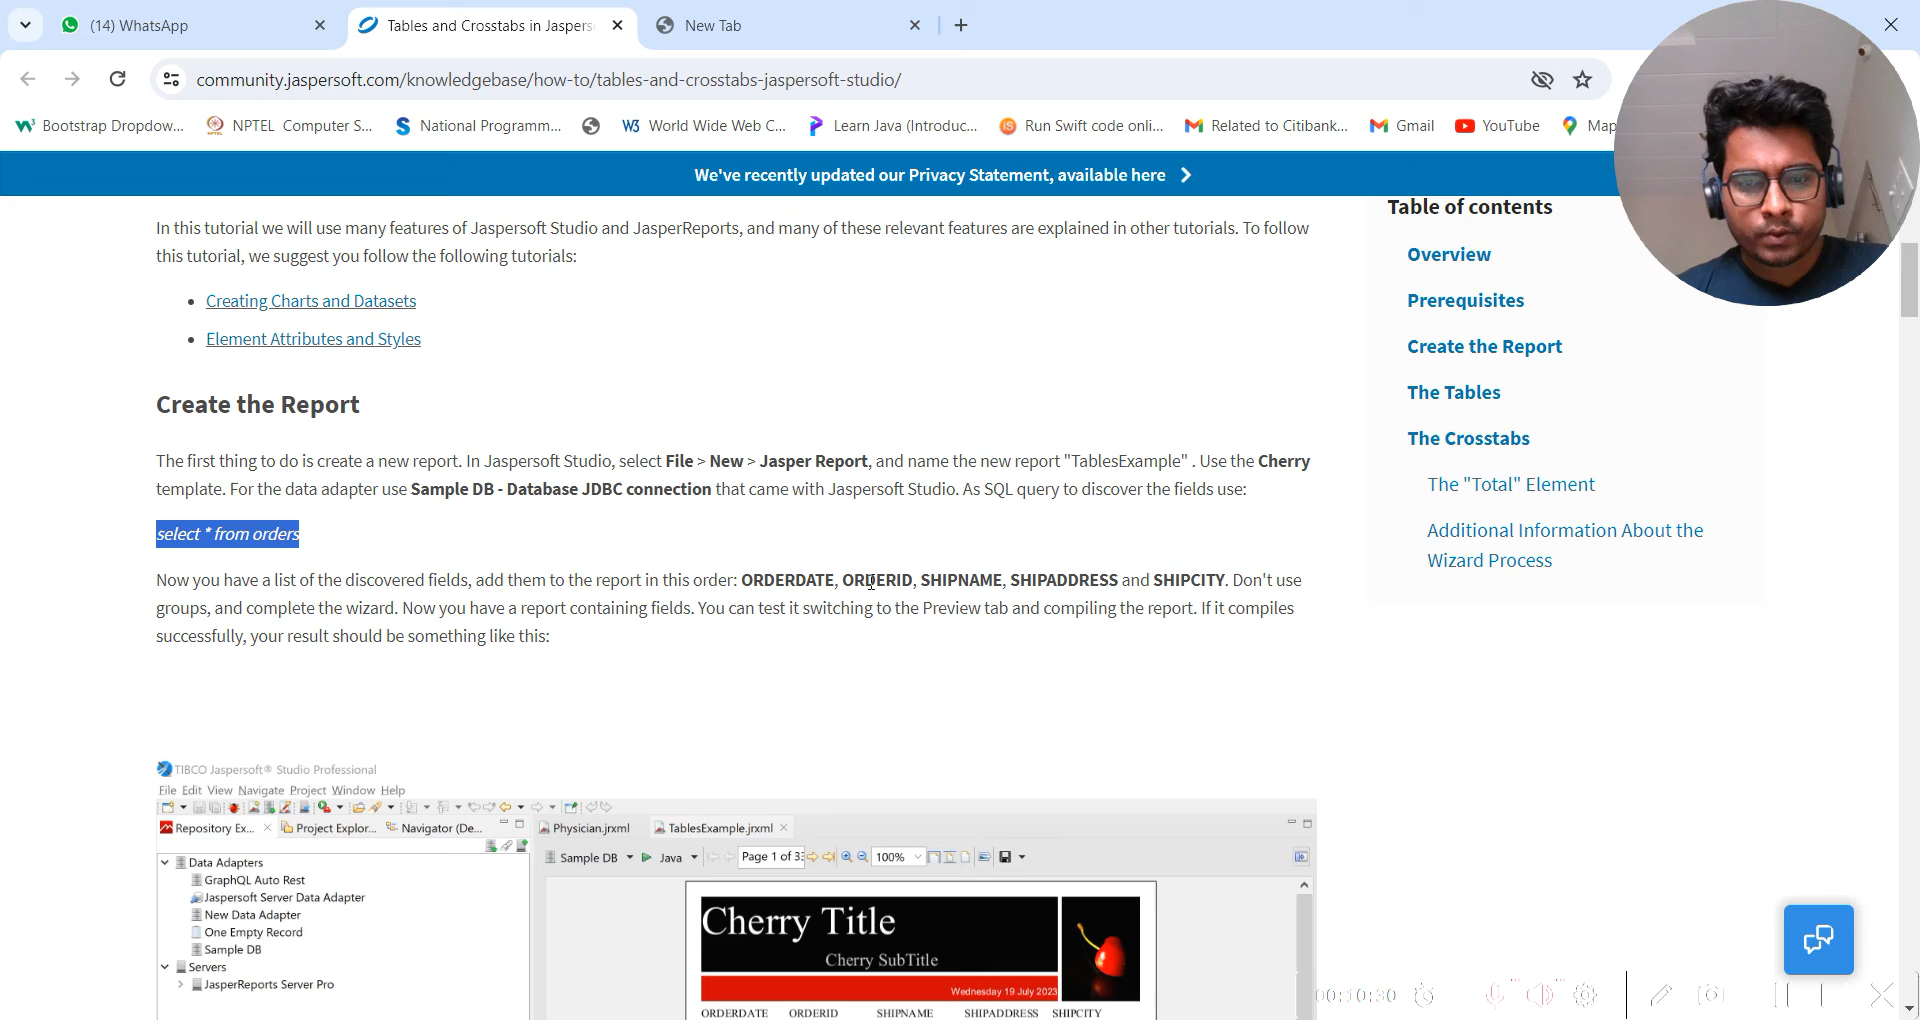 (14) WhatsApp
Tables and Crosstabs in Jaspers
New Tab
community.jaspersoft.com/knowledgebase/how-to/tables-and-crosstabs-jaspersoft-studio/
Bootstrap Dropdow...
NPTEL Computer S...
National Programm...
W3 World Wide Web C...
Learn Java (Introduc...
Run Swift code onli...
Related to Citibank...
Gmail
YouTube
Map
We've recently updated our Privacy Statement, available here
In this tutorial we will use many features of Jaspersoft Studio and JasperReports, and many of these relevant features are explained in other tutorials. To follow
this tutorial, we suggest you follow the following tutorials:
• Creating Charts and Datasets
• Element Attributes and Styles
Create the Report
The first thing to do is create a new report. In Jaspersoft Studio, select File > New > Jasper Report, and name the new report "TablesExample" . Use the Cherry
template. For the data adapter use Sample DB - Database JDBC connection that came with Jaspersoft Studio. As SQL query to discover the fields use:
select * from orders
Now you have a list of the discovered fields, add them to the report in this order: ORDERDATE, ORDERID, SHIPNAME, SHIPADDRESS and SHIPCITY. Don't use
groups, and complete the wizard. Now you have a report containing fields. You can test it switching to the Preview tab and compiling the report. If it compiles
successfully, your result should be something like this:
Table of contents
Overview
Prerequisites
Create the Report
The Tables
The Crosstabs
The "Total" Element
Additional Information About the
Wizard Process
TIBCO Jaspersoft® Studio Professional
File Edit View Navigate Project Window Help
Repository Ex...
Project Explor...
Navigator (De...
Data Adapters
GraphQL Auto Rest
Jaspersoft Server Data Adapter
New Data Adapter
One Empty Record
Sample DB
Servers
JasperReports Server Pro
Physician.jrxml
TablesExample.jrxml
Sample DB
Java
Page 1 of 33
100%
Cherry Title
Cherry SubTitle
Wednesday 19 July 2023
ORDERDATE ORDERID SHIPNAME SHIPADDRESS SHIPCITY
00:10:30